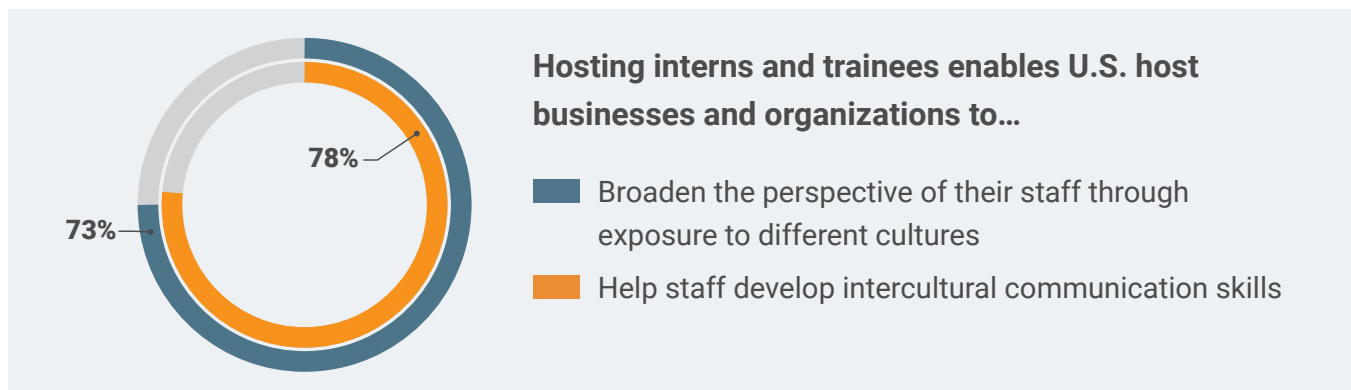 Hosting interns and trainees enables U.S. host
businesses and organizations to…
78%
73%
Broaden the perspective of their staff through
exposure to different cultures
Help staff develop intercultural communication skills